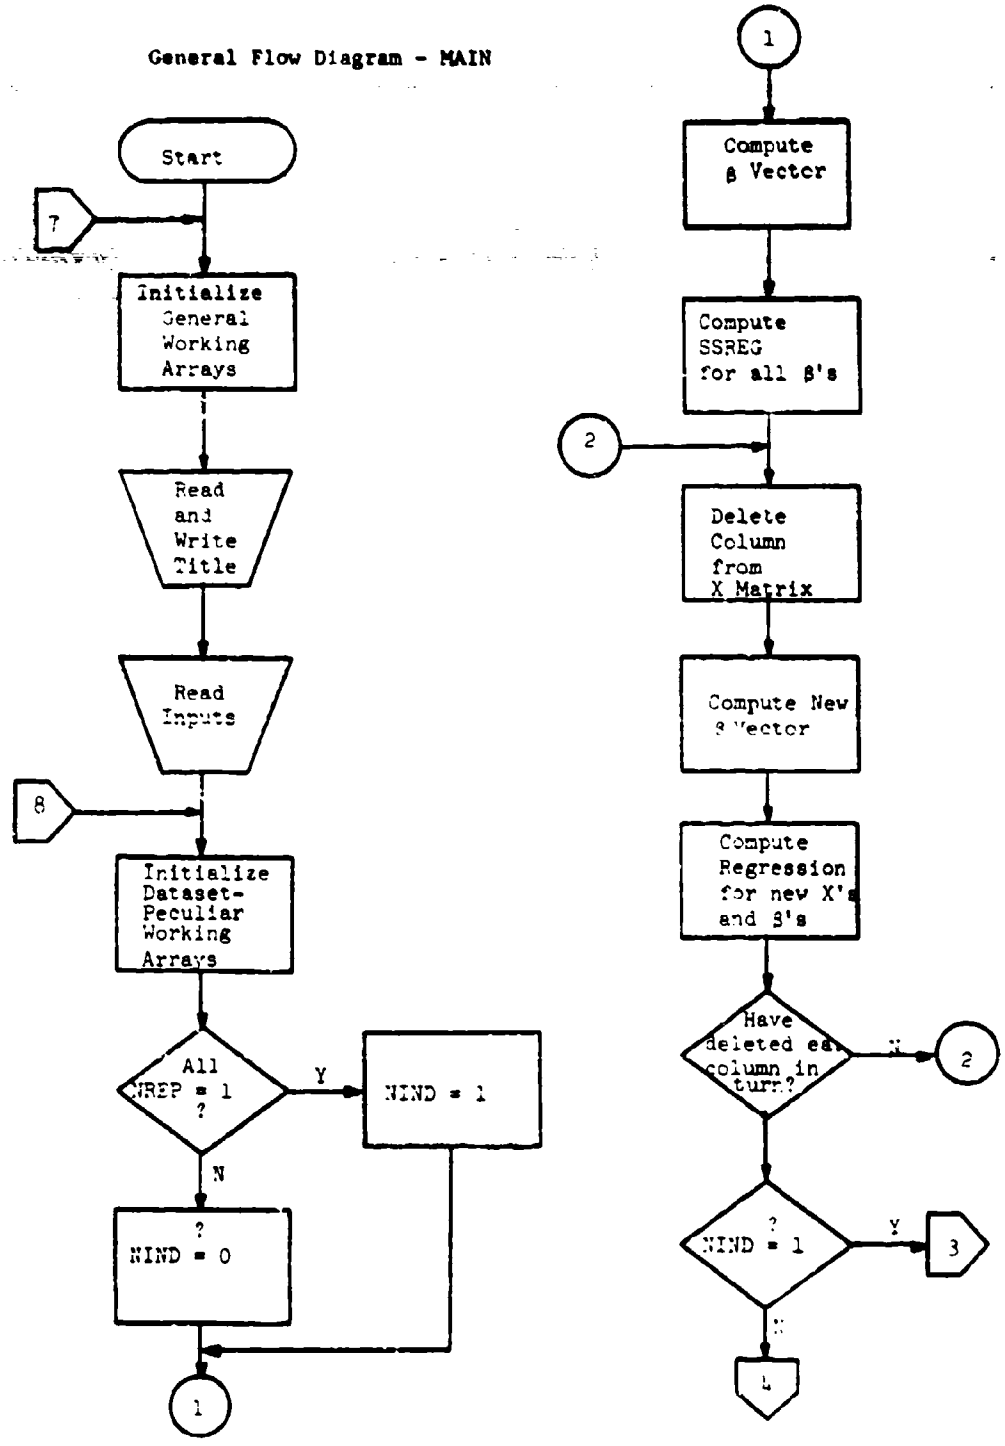 General Flow Diagram - MAIN
Start
7
Initialize
General
Working
Arrays
Read
and
Write
Title
Read
Inputs
8
Initialize
Dataset-
Peculiar
Working
Arrays
All
NREP = 1
?
Y
NIND = 1
N
?
NIND = 0
1
1
Compute
β Vector
Compute
SSREG
for all β's
2
Delete
Column
from
X Matrix
Compute New
β Vector
Compute
Regression
for new X's
and β's
Have
deleted ea.
column in
turn?
N
2
?
NIND = 1
Y
3
N
4